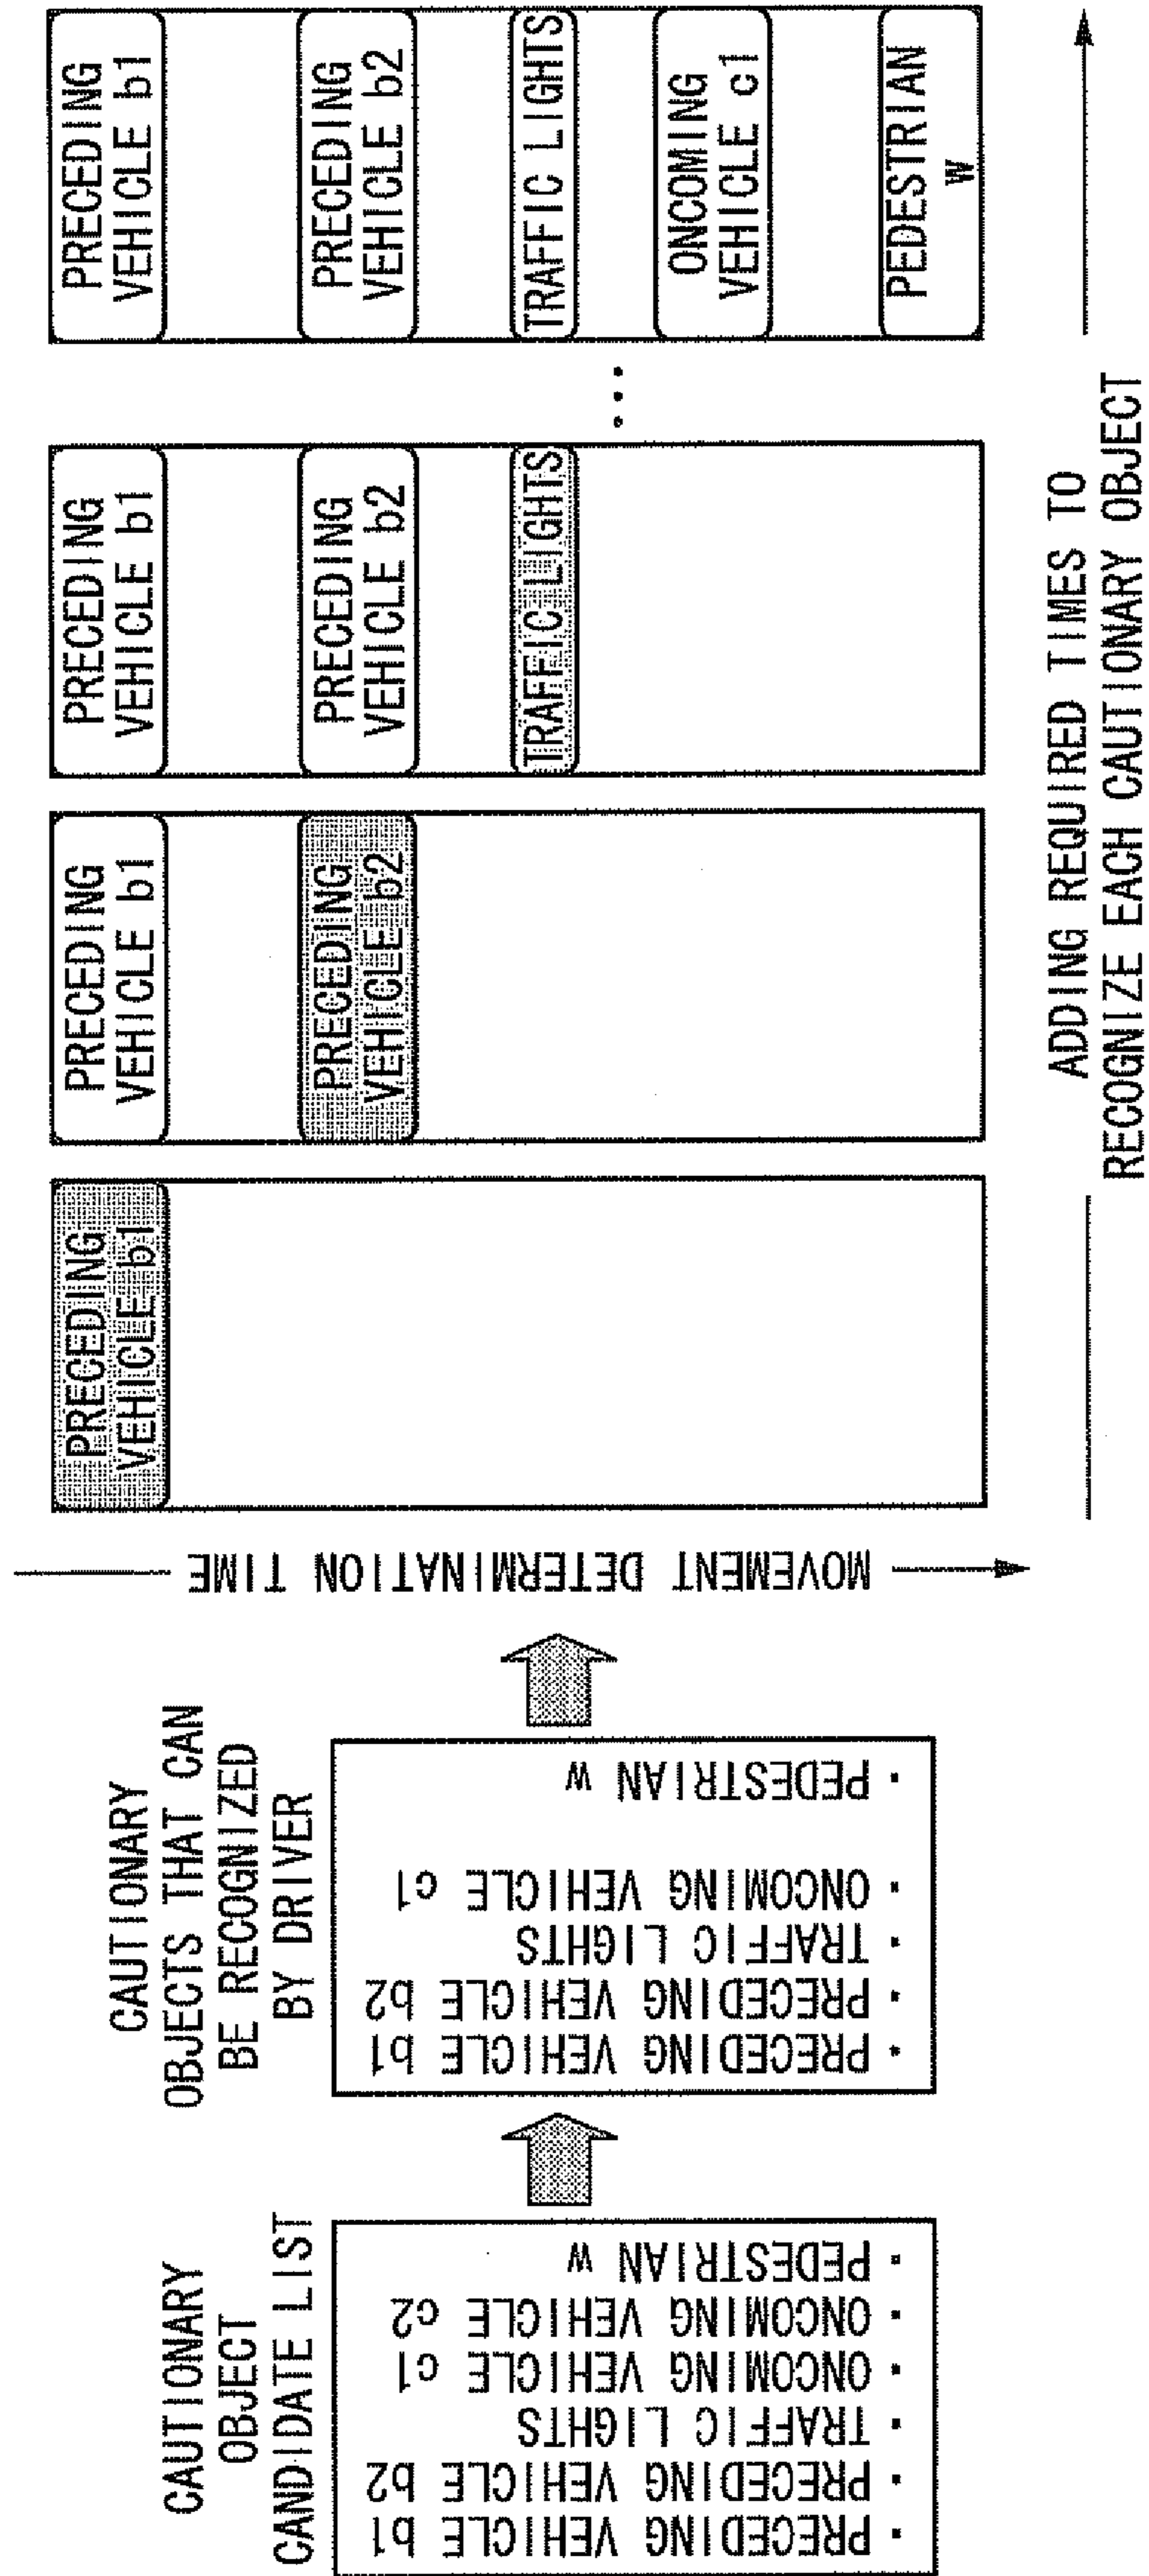 CAUTIONARY
OBJECT
CANDIDATE LIST
· PRECEDING VEHICLE b1
· PRECEDING VEHICLE b2
· TRAFFIC LIGHTS
· ONCOMING VEHICLE c1
· ONCOMING VEHICLE c2
· PEDESTRIAN w
CAUTIONARY
OBJECTS THAT CAN
BE RECOGNIZED
BY DRIVER
· PRECEDING VEHICLE b1
· PRECEDING VEHICLE b2
· TRAFFIC LIGHTS
· ONCOMING VEHICLE c1
· PEDESTRIAN w
MOVEMENT DETERMINATION TIME
PRECEDING
VEHICLE b1
PRECEDING
VEHICLE b1
PRECEDING
VEHICLE b2
PRECEDING
VEHICLE b1
PRECEDING
VEHICLE b2
TRAFFIC LIGHTS
...
PRECEDING
VEHICLE b1
PRECEDING
VEHICLE b2
TRAFFIC LIGHTS
ONCOMING
VEHICLE c1
PEDESTRIAN
w
ADDING REQUIRED TIMES TO
RECOGNIZE EACH CAUTIONARY OBJECT